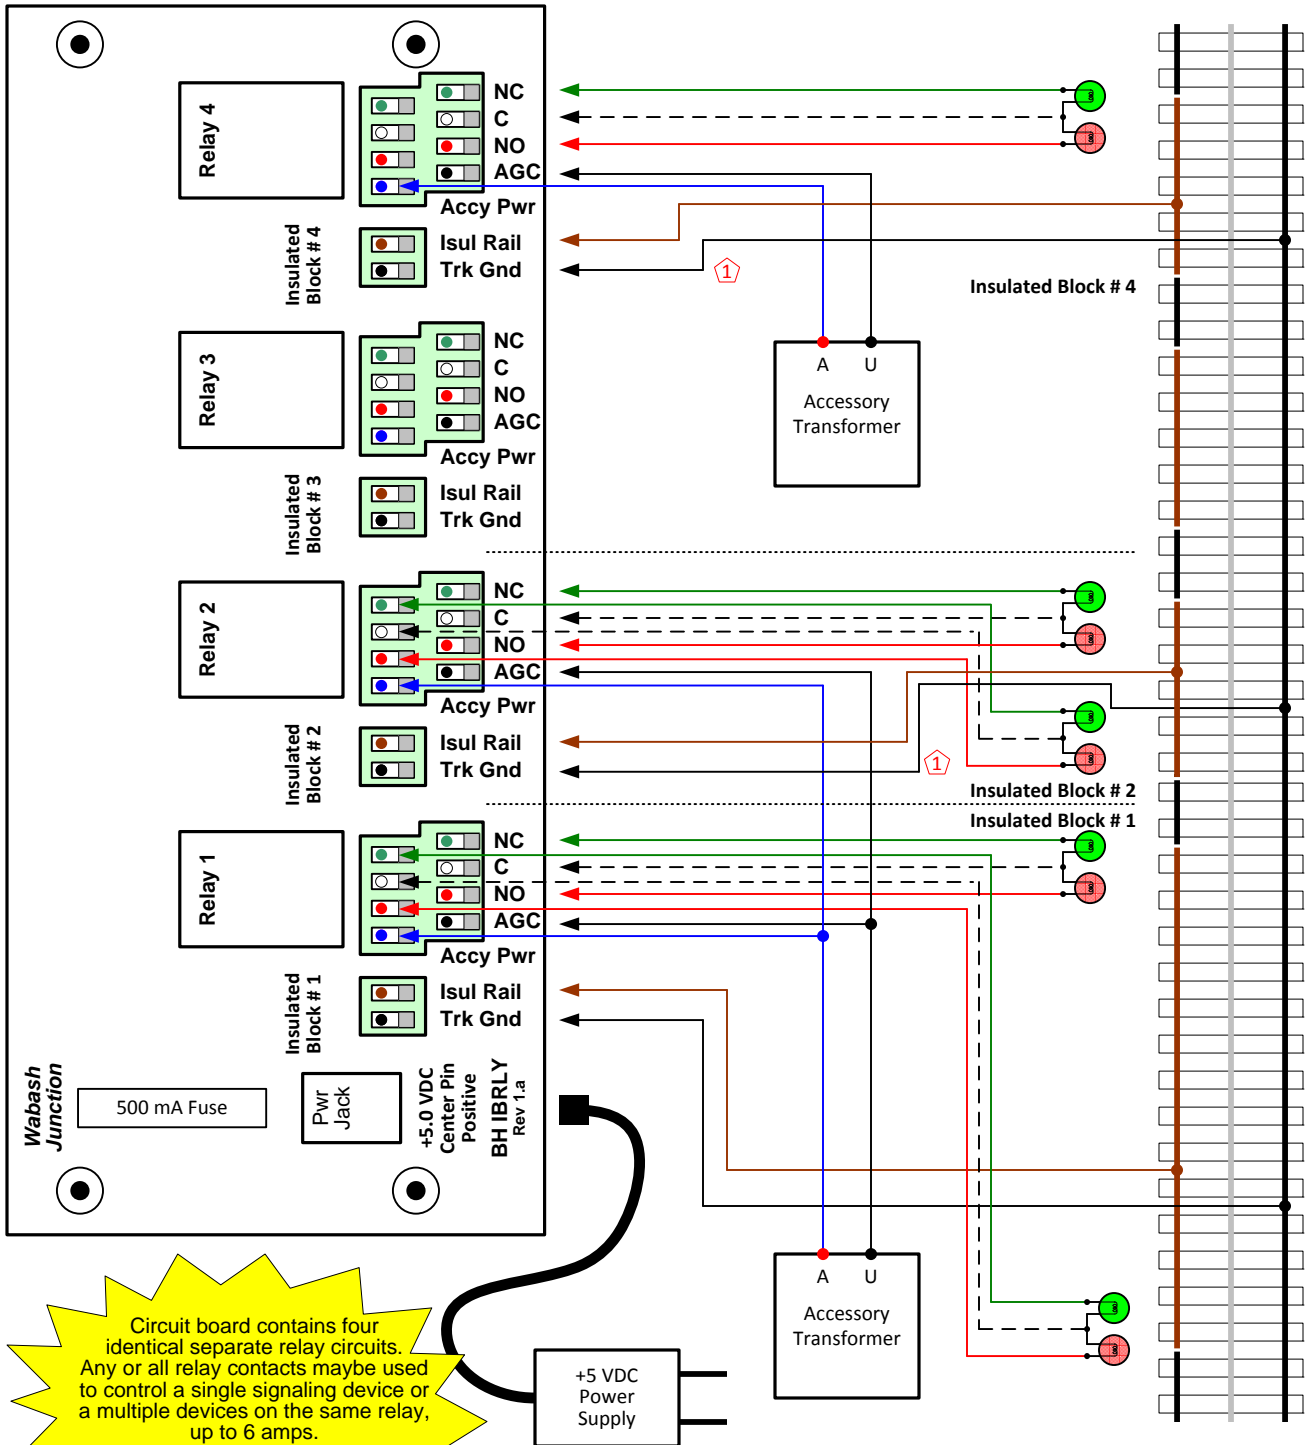 Relay 4
NC
C
NO
AGC
Accy Pwr
Insulated
Block # 4
Isul Rail
Trk Gnd
1
Insulated Block # 4
A U
Accessory
Transformer
Relay 3
NC
C
NO
AGC
Accy Pwr
Insulated
Block # 3
Isul Rail
Trk Gnd
Relay 2
NC
C
NO
AGC
Accy Pwr
Insulated
Block # 2
Isul Rail
Trk Gnd
1
Insulated Block # 2
Insulated Block # 1
Relay 1
NC
C
NO
AGC
Accy Pwr
Insulated
Block # 1
Isul Rail
Trk Gnd
Wabash
Junction
500 mA Fuse
Pwr
Jack
+5.0 VDC
Center Pin
Positive
BH IBRLY
Rev 1.a
A U
Accessory
Transformer
Circuit board contains four
identical separate relay circuits.
Any or all relay contacts maybe used
to control a single signaling device or
a multiple devices on the same relay,
up to 6 amps.
+5 VDC
Power
Supply